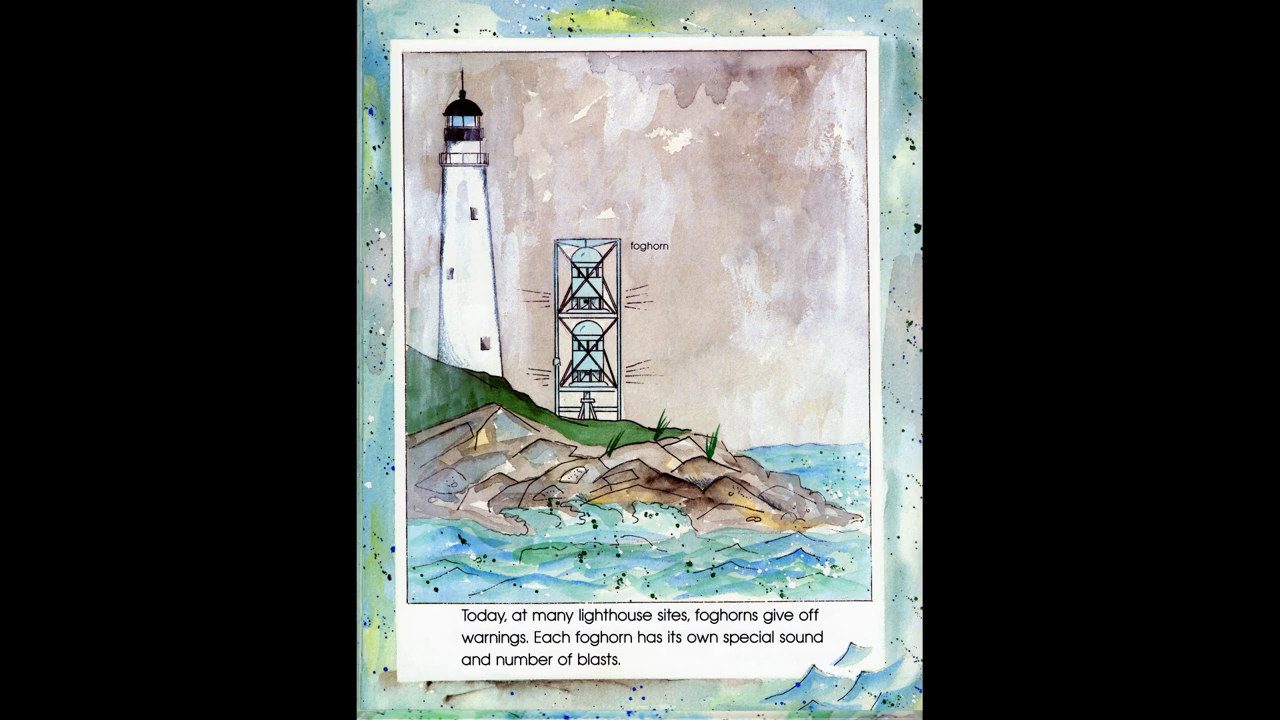 foghorn
Today, at many lighthouse sites, foghorns give off
warnings. Each foghorn has its own special sound
and number of blasts.